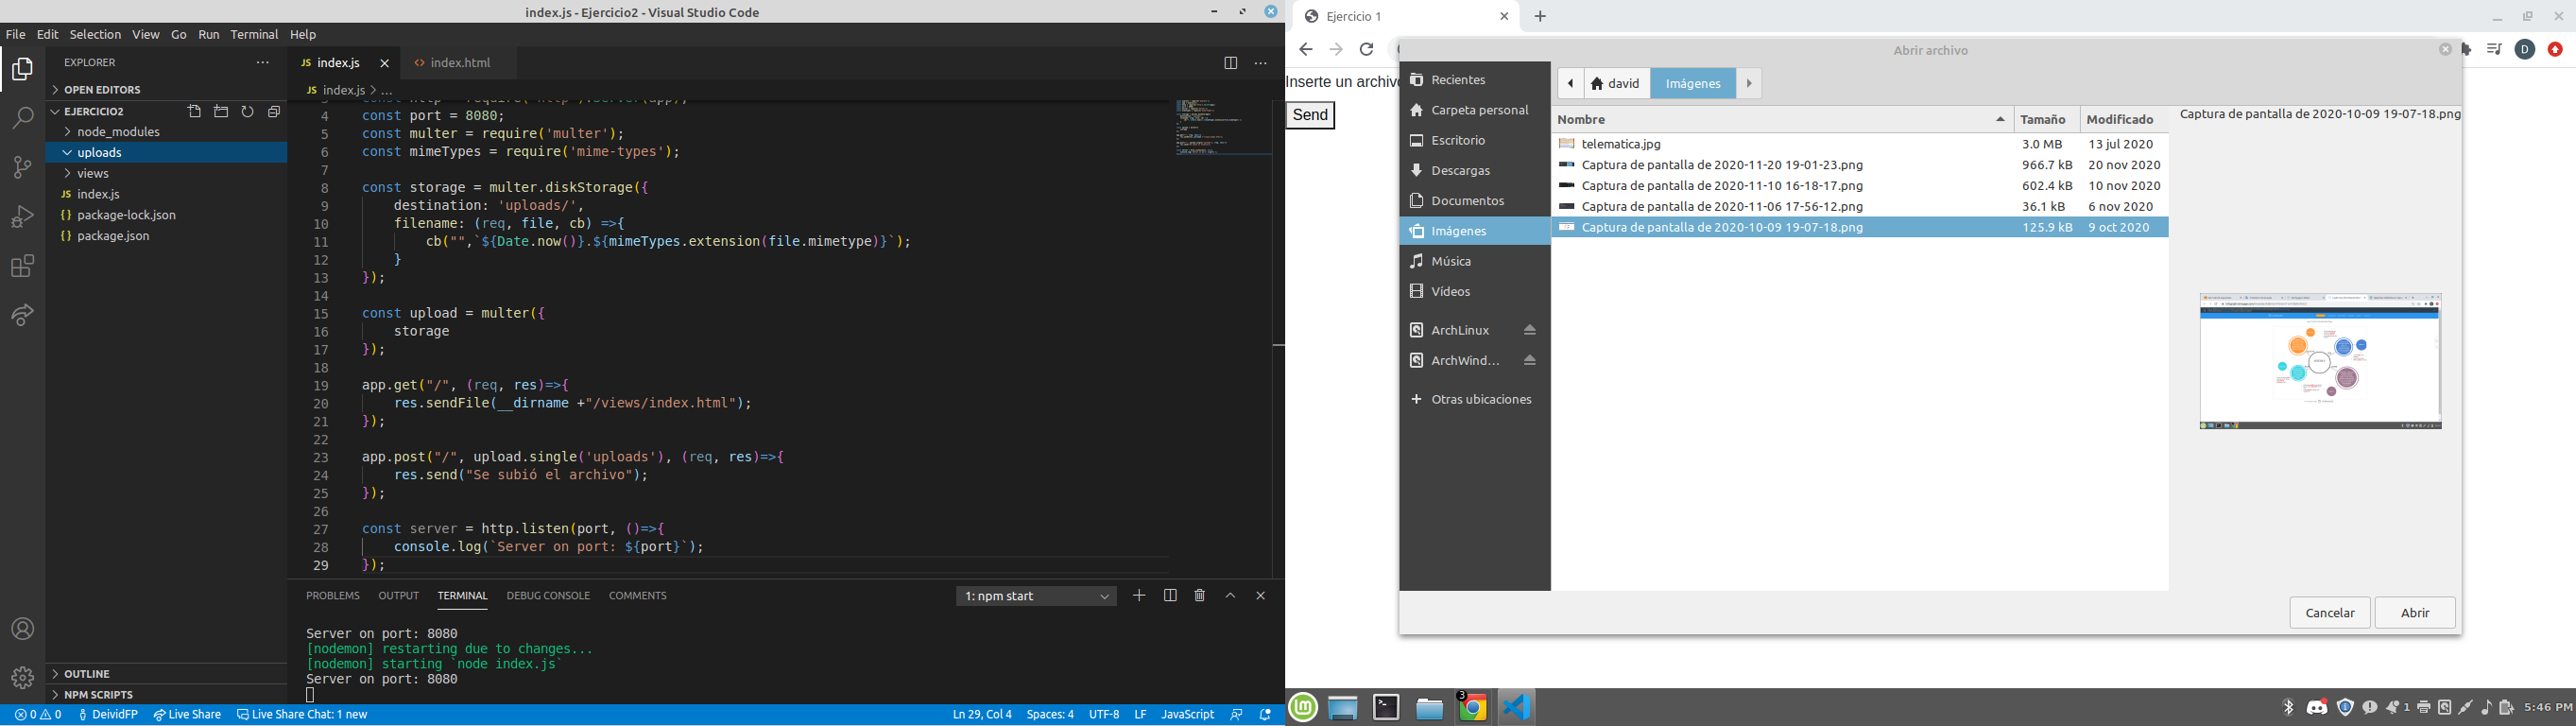 index.js - Ejercicio2 - Visual Studio Code
File Edit Selection View Go Run Terminal Help
EXPLORER
OPEN EDITORS
EJERCICIO2
node_modules
uploads
views
JS index.js
{} package-lock.json
{} package.json
OUTLINE
NPM SCRIPTS
JS index.js
<> index.html
JS index.js > ...
4 const port = 8080;
5 const multer = require('multer');
6 const mimeTypes = require('mime-types');
7
8 const storage = multer.diskStorage({
9 destination: 'uploads/',
10 filename: (req, file, cb) =>{
11 cb("",`${Date.now()}.${mimeTypes.extension(file.mimetype)}`);
12 }
13 });
14
15 const upload = multer({
16 storage
17 });
18
19 app.get("/", (req, res)=>{
20 res.sendFile(__dirname +"/views/index.html");
21 });
22
23 app.post("/", upload.single('uploads'), (req, res)=>{
24 res.send("Se subió el archivo");
25 });
26
27 const server = http.listen(port, ()=>{
28 console.log(`Server on port: ${port}`);
29 });
PROBLEMS OUTPUT TERMINAL DEBUG CONSOLE COMMENTS
1: npm start
Server on port: 8080
[nodemon] restarting due to changes...
[nodemon] starting `node index.js`
Server on port: 8080
0 0 DeividFP Live Share Live Share Chat: 1 new
Ln 29, Col 4 Spaces: 4 UTF-8 LF JavaScript
Ejercicio 1
D
Inserte un archivo
Send
Abrir archivo
Recientes
Carpeta personal
Escritorio
Descargas
Documentos
Imágenes
Música
Vídeos
ArchLinux
ArchWind...
Otras ubicaciones
david Imágenes
Nombre Tamaño Modificado
telematica.jpg 3.0 MB 13 jul 2020
Captura de pantalla de 2020-11-20 19-01-23.png 966.7 kB 20 nov 2020
Captura de pantalla de 2020-11-10 16-18-17.png 602.4 kB 10 nov 2020
Captura de pantalla de 2020-11-06 17-56-12.png 36.1 kB 6 nov 2020
Captura de pantalla de 2020-10-09 19-07-18.png 125.9 kB 9 oct 2020
Captura de pantalla de 2020-10-09 19-07-18.png
Cancelar Abrir
3
1
5:46 PM